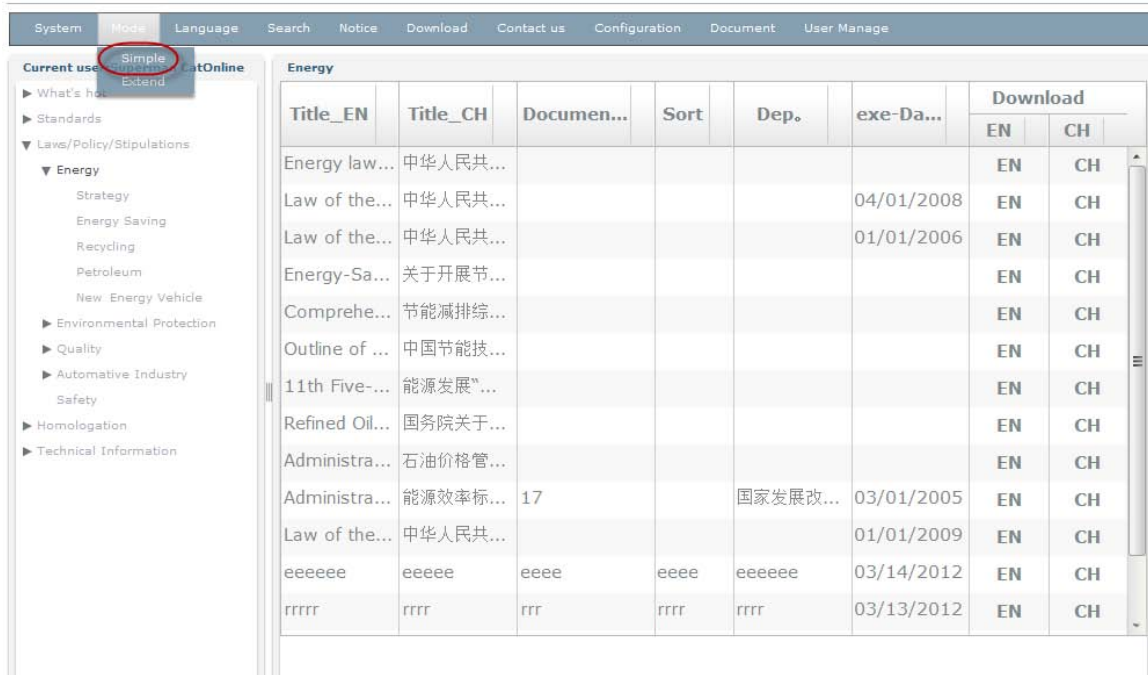 System Mode Language Search Notice Download Contact us Configuration Document User Manage
Simple
Extend
Current user: Superman CatOnline
What's hot
Standards
Laws/Policy/Stipulations
Energy
Strategy
Energy Saving
Recycling
Petroleum
New Energy Vehicle
Environmental Protection
Quality
Automative Industry
Safety
Homologation
Technical Information
Energy
Title_EN Title_CH Documen... Sort Dep。 exe-Da... Download
EN CH
Energy law... 中华人民共... EN CH
Law of the... 中华人民共... 04/01/2008 EN CH
Law of the... 中华人民共... 01/01/2006 EN CH
Energy-Sa... 关于开展节... EN CH
Comprehe... 节能减排综... EN CH
Outline of ... 中国节能技... EN CH
11th Five-... 能源发展“... EN CH
Refined Oil... 国务院关于... EN CH
Administra... 石油价格管... EN CH
Administra... 能源效率标... 17 国家发展改... 03/01/2005 EN CH
Law of the... 中华人民共... 01/01/2009 EN CH
eeeeee eeeee eeee eeee eeeeee 03/14/2012 EN CH
rrrrr rrrr rrr rrrr rrrr 03/13/2012 EN CH